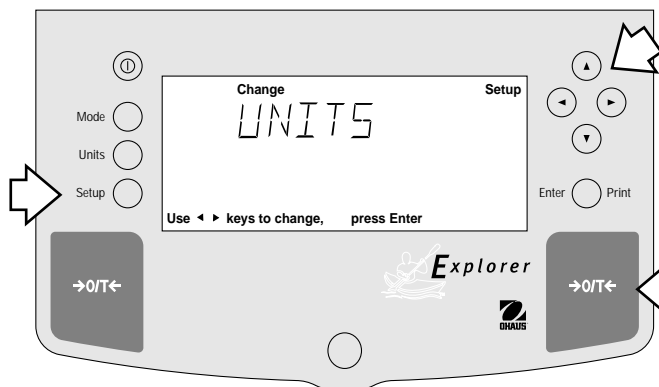 Change Setup
UNITS
Mode
Units
Setup
Use ◄ ► keys to change, press Enter
Enter Print
→0/T←
Explorer
→0/T←
OHAUS